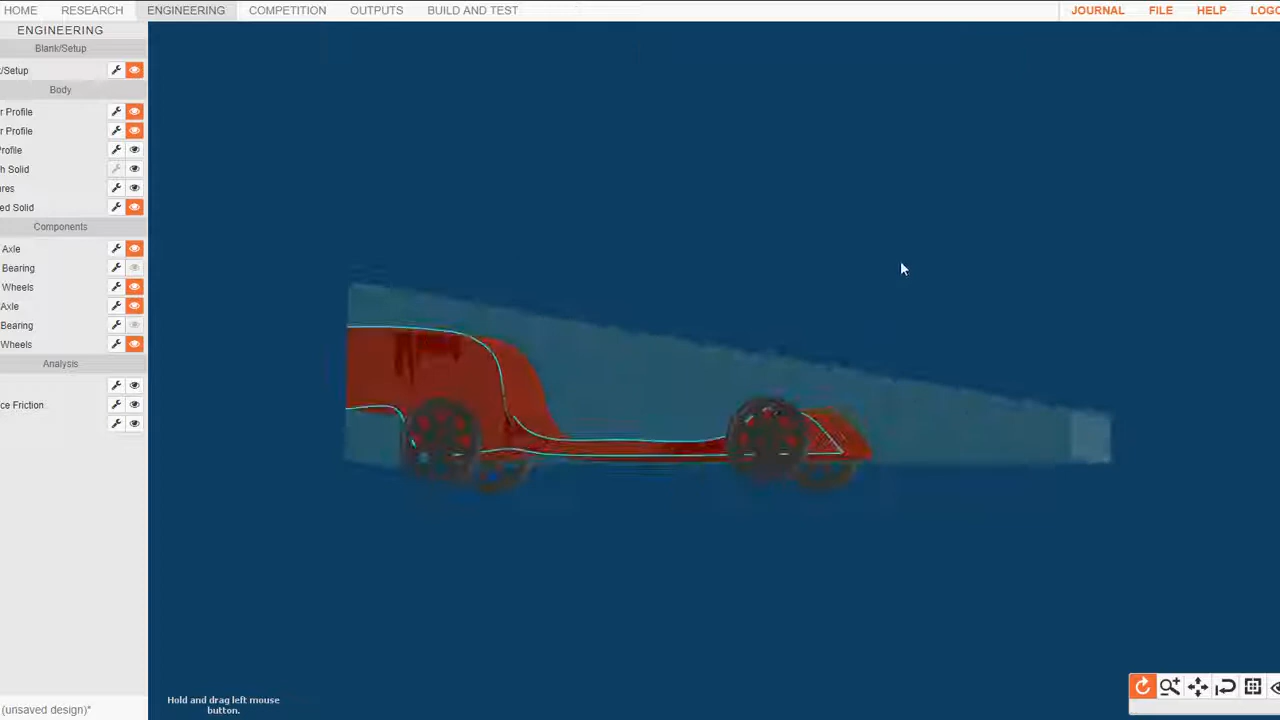 HOME RESEARCH ENGINEERING COMPETITION OUTPUTS BUILD AND TEST JOURNAL FILE HELP LOGO
ENGINEERING
Blank/Setup
/Setup
Body
r Profile
r Profile
Profile
h Solid
res
ed Solid
Components
Axle
Bearing
Wheels
Axle
Bearing
Wheels
Analysis
ce Friction
Hold and drag left mouse
button.
(unsaved design)*